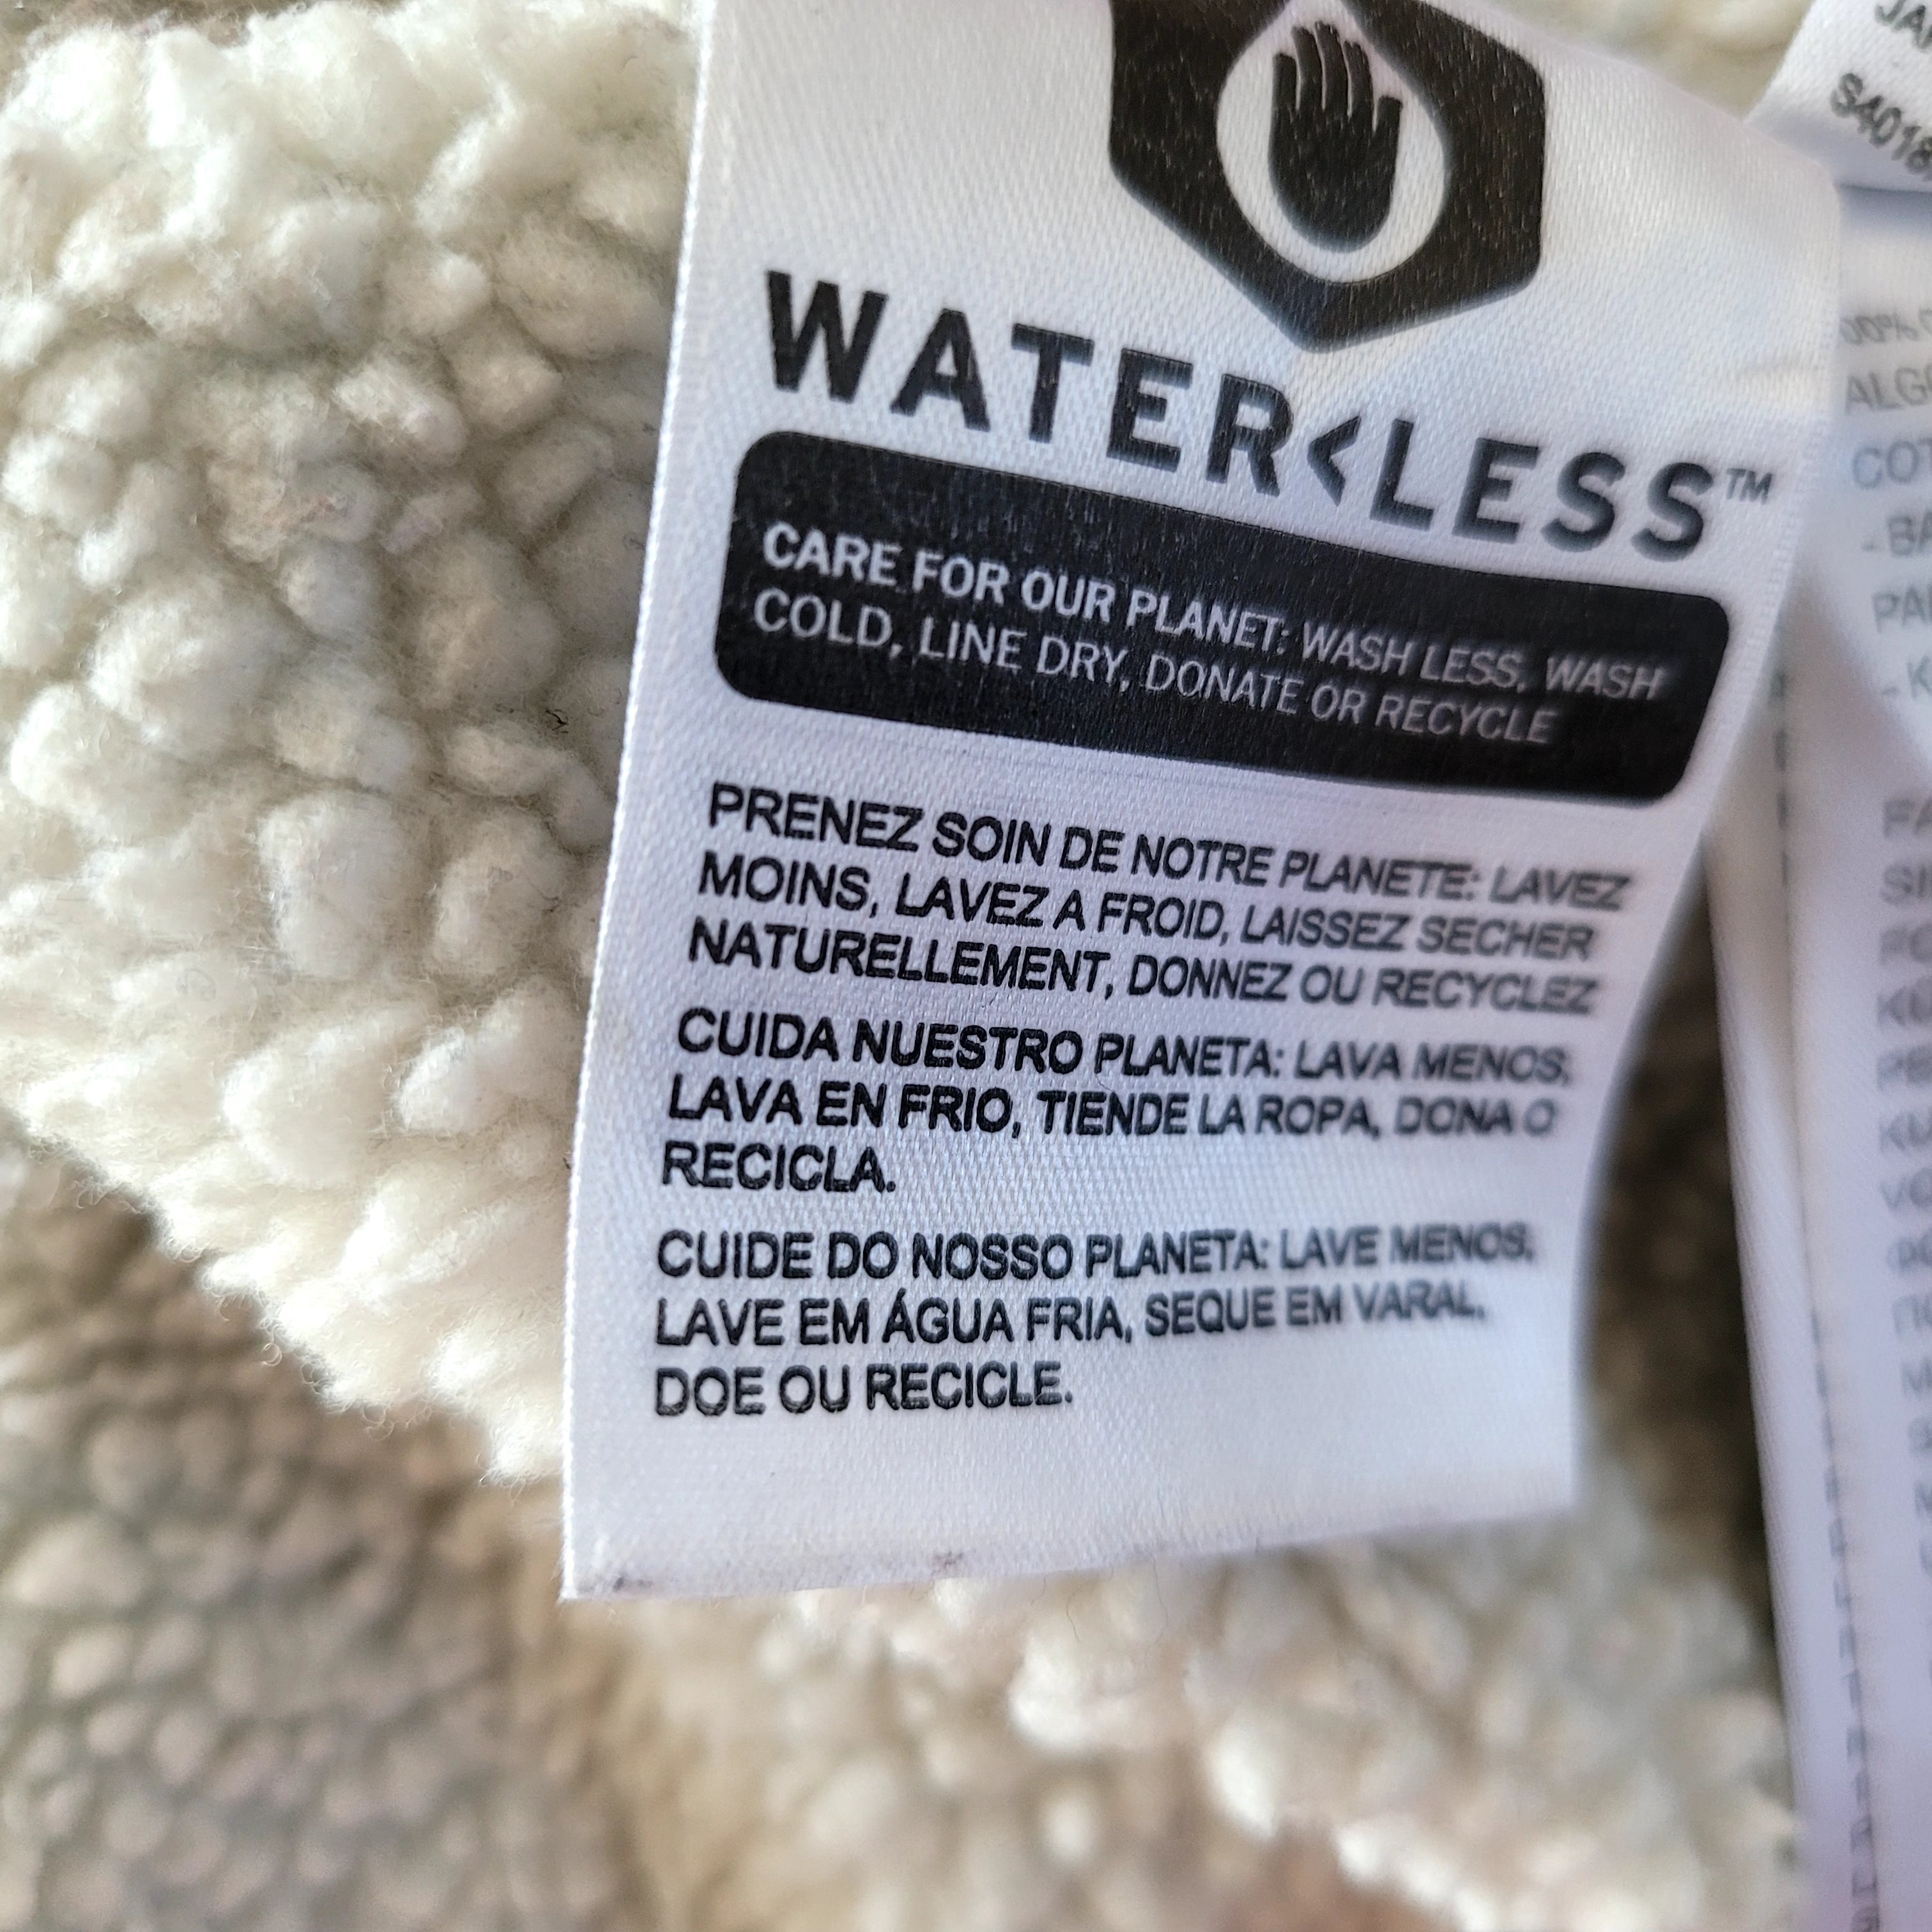 WATER<LESS™
CARE FOR OUR PLANET: WASH LESS, WASH
COLD, LINE DRY, DONATE OR RECYCLE
PRENEZ SOIN DE NOTRE PLANETE: LAVEZ
MOINS, LAVEZ A FROID, LAISSEZ SECHER
NATURELLEMENT, DONNEZ OU RECYCLEZ
CUIDA NUESTRO PLANETA: LAVA MENOS,
LAVA EN FRIO, TIENDE LA ROPA, DONA O
RECICLA.
CUIDE DO NOSSO PLANETA: LAVE MENOS,
LAVE EM ÁGUA FRIA, SEQUE EM VARAL,
DOE OU RECICLE.